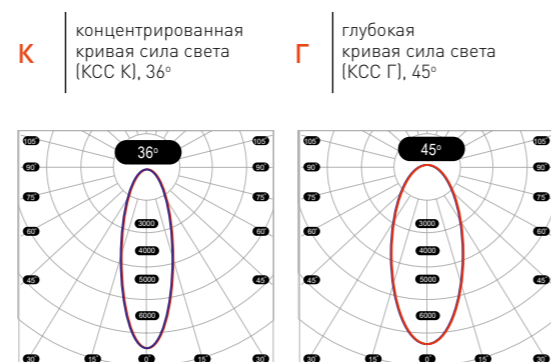 К
концентрированная
кривая сила света
(КСС К), 36°
Г
глубокая
кривая сила света
(КСС Г), 45°
36°
105° 105°
90° 90°
75° 75°
60° 60°
45° 45°
3000
4000
5000
6000
30° 15° 0° 15° 30°
45°
105° 105°
90° 90°
75° 75°
60° 60°
45° 45°
3000
4000
5000
6000
30° 15° 0° 15° 30°